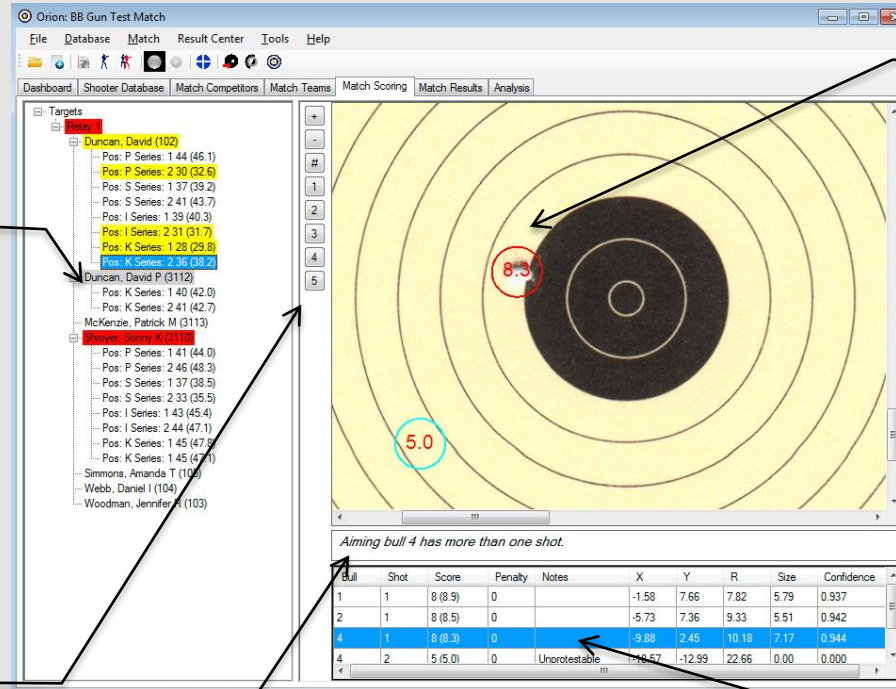 Orion: BB Gun Test Match
File Database Match Result Center Tools Help
Dashboard Shooter Database Match Competitors Match Teams Match Scoring Match Results Analysis
Targets
Relay 1
Duncan, David (102)
Pos: P Series: 1 44 (46.1)
Pos: P Series: 2 30 (32.6)
Pos: S Series: 1 37 (39.2)
Pos: S Series: 2 41 (43.7)
Pos: I Series: 1 39 (40.3)
Pos: I Series: 2 31 (31.7)
Pos: K Series: 1 28 (29.8)
Pos: K Series: 2 36 (38.2)
Duncan, David P (3112)
Pos: K Series: 1 40 (42.0)
Pos: K Series: 2 41 (42.7)
McKenzie, Patrick M (3113)
Shroyer, Sonny K (3110)
Pos: P Series: 1 41 (44.0)
Pos: P Series: 2 46 (48.3)
Pos: S Series: 1 37 (38.5)
Pos: S Series: 2 33 (35.5)
Pos: I Series: 1 43 (45.4)
Pos: I Series: 2 44 (47.1)
Pos: K Series: 1 45 (47.8)
Pos: K Series: 1 45 (47.1)
Simmons, Amanda T (105)
Webb, Daniel I (104)
Woodman, Jennifer R (103)
+
-
#
1
2
3
4
5
8.3
5.0
Aiming bull 4 has more than one shot.
Bull Shot Score Penalty Notes X Y R Size Confidence
1 1 8 (8.9) 0 -1.58 7.66 7.82 5.79 0.937
2 1 8 (8.5) 0 -5.73 7.36 9.33 5.51 0.942
4 1 8 (8.3) 0 -9.88 2.45 10.18 7.17 0.944
4 2 5 (5.0) 0 Unprotestable -18.57 -12.99 22.66 0.00 0.000